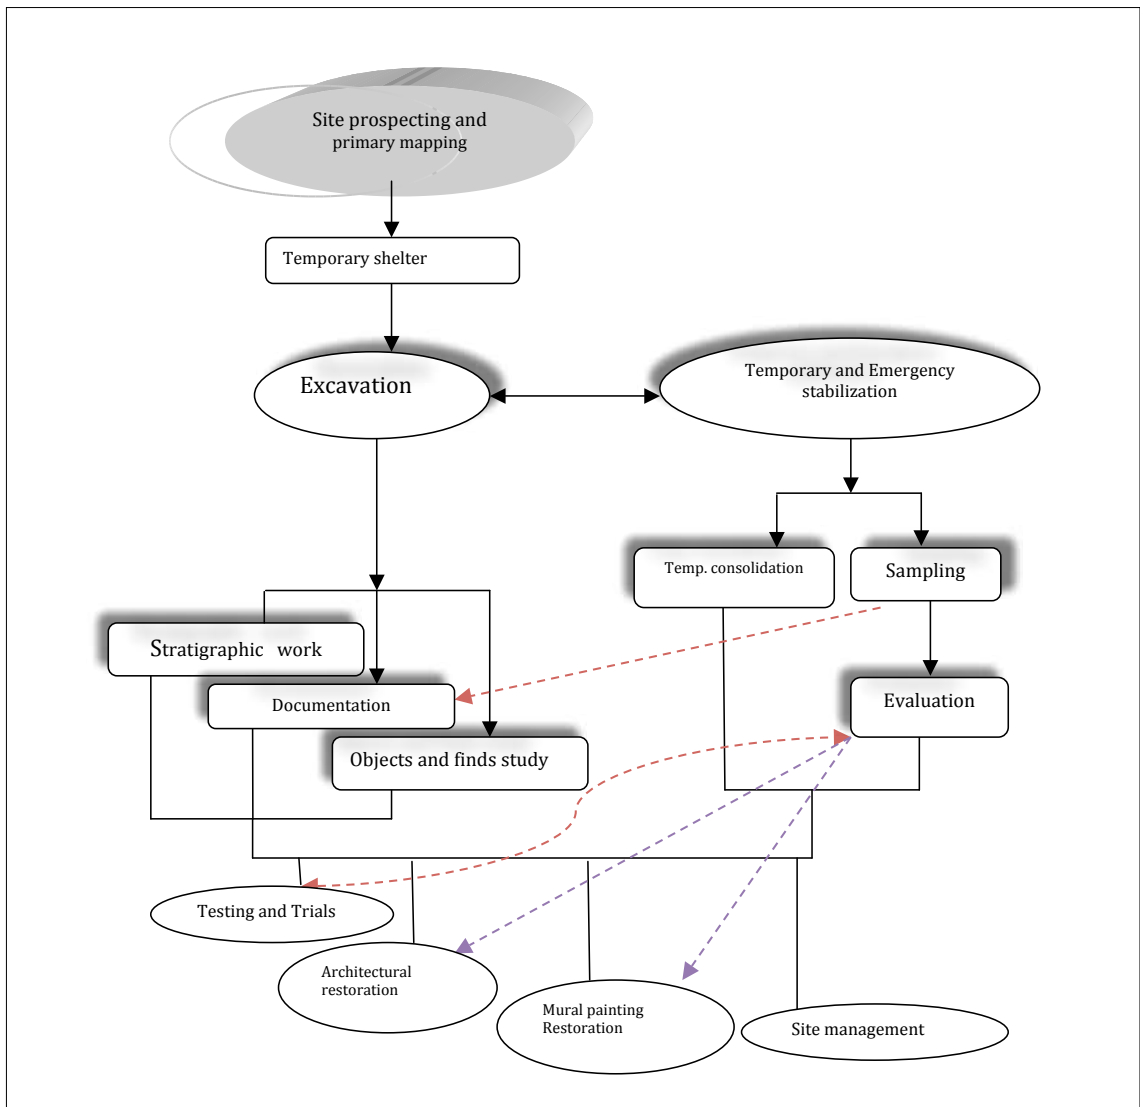 Site prospecting and
primary mapping
Temporary shelter
Excavation
Temporary and Emergency
stabilization
Temp. consolidation
Sampling
Stratigraphic work
Documentation
Evaluation
Objects and finds study
Testing and Trials
Architectural
restoration
Mural painting
Restoration
Site management